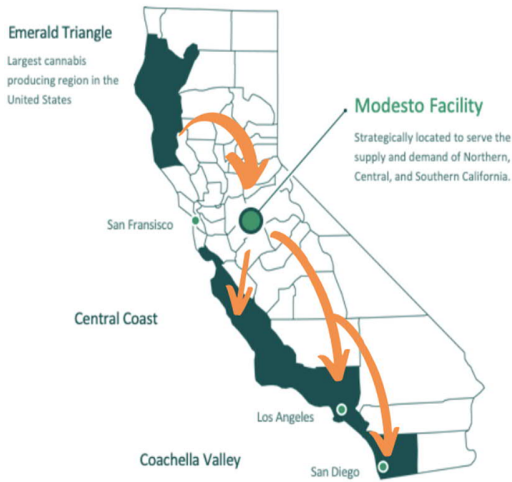 Emerald Triangle
Largest cannabis
producing region in the
United States
Modesto Facility
Strategically located to serve the
supply and demand of Northern,
Central, and Southern California.
San Fransisco
Central Coast
Los Angeles
Coachella Valley
San Diego